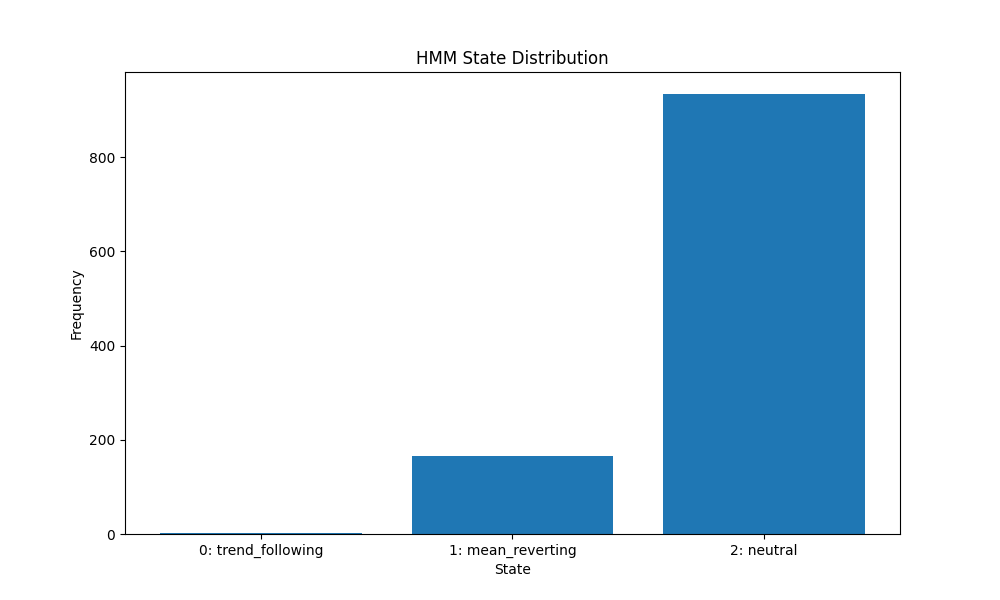 HMM State Distribution
Frequency
800
600
400
200
0
0: trend_following
1: mean_reverting
2: neutral
State